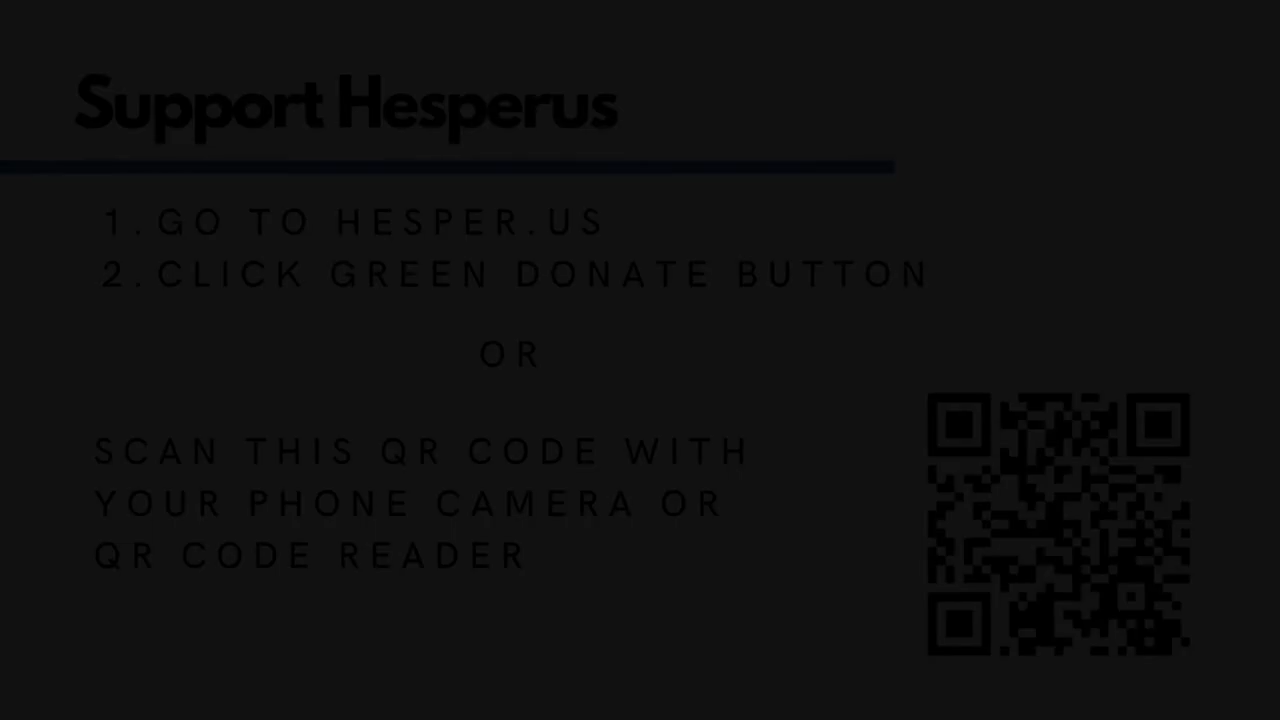 Support Hesperus
1. GO TO HESPER.US
2. CLICK GREEN DONATE BUTTON
OR
SCAN THIS QR CODE WITH
YOUR PHONE CAMERA OR
QR CODE READER